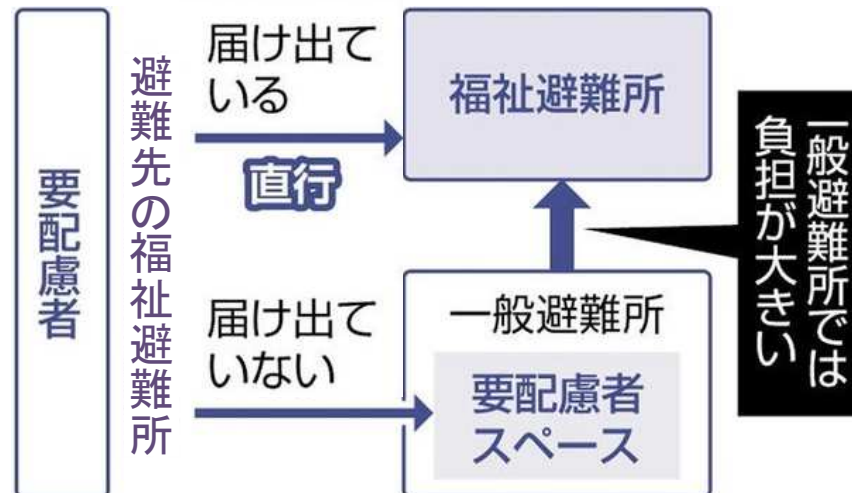 要配慮者
避難先の福祉避難所
届け出て
いる
直行
福祉避難所
一般避難所では
負担が大きい
届け出て
いない
一般避難所
要配慮者
スペース